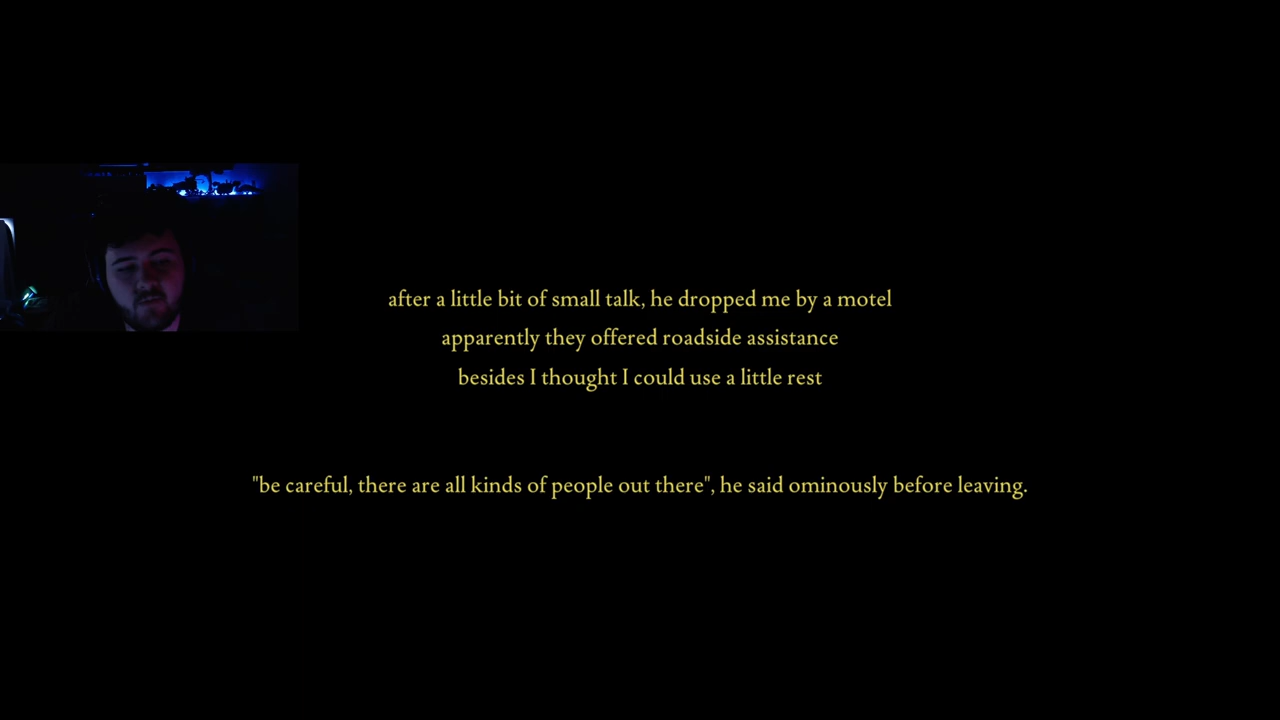 after a little bit of small talk, he dropped me by a motel
apparently they offered roadside assistance
besides I thought I could use a little rest
"be careful, there are all kinds of people out there", he said ominously before leaving.